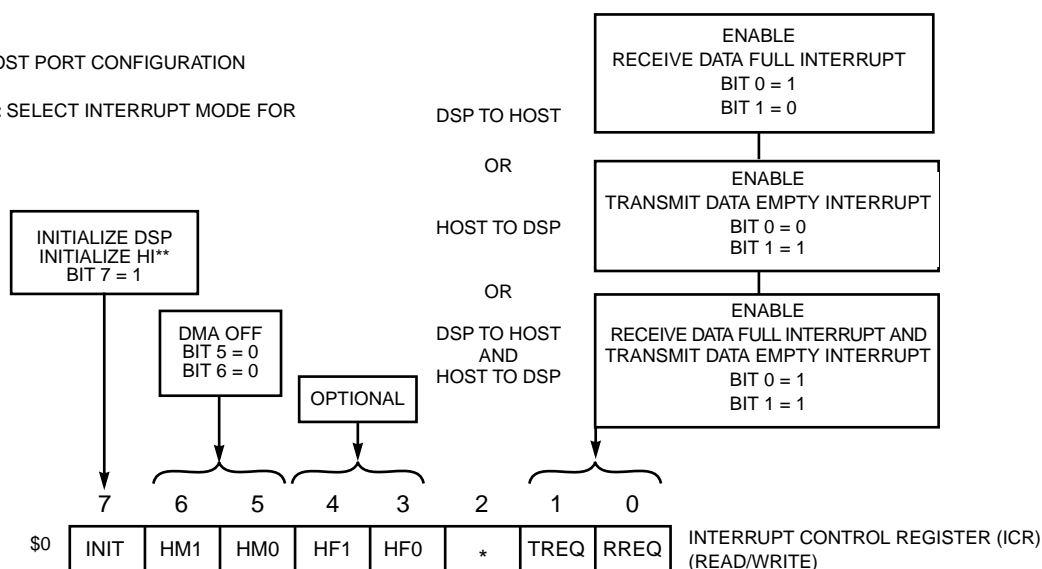 OST PORT CONFIGURATION
: SELECT INTERRUPT MODE FOR
DSP TO HOST
ENABLE
RECEIVE DATA FULL INTERRUPT
BIT 0 = 1
BIT 1 = 0
OR
HOST TO DSP
ENABLE
TRANSMIT DATA EMPTY INTERRUPT
BIT 0 = 0
BIT 1 = 1
OR
DSP TO HOST
AND
HOST TO DSP
ENABLE
RECEIVE DATA FULL INTERRUPT AND
TRANSMIT DATA EMPTY INTERRUPT
BIT 0 = 1
BIT 1 = 1
INITIALIZE DSP
INITIALIZE HI**
BIT 7 = 1
DMA OFF
BIT 5 = 0
BIT 6 = 0
OPTIONAL
7 6 5 4 3 2 1 0
$0 INIT HM1 HM0 HF1 HF0 * TREQ RREQ
INTERRUPT CONTROL REGISTER (ICR)
(READ/WRITE)